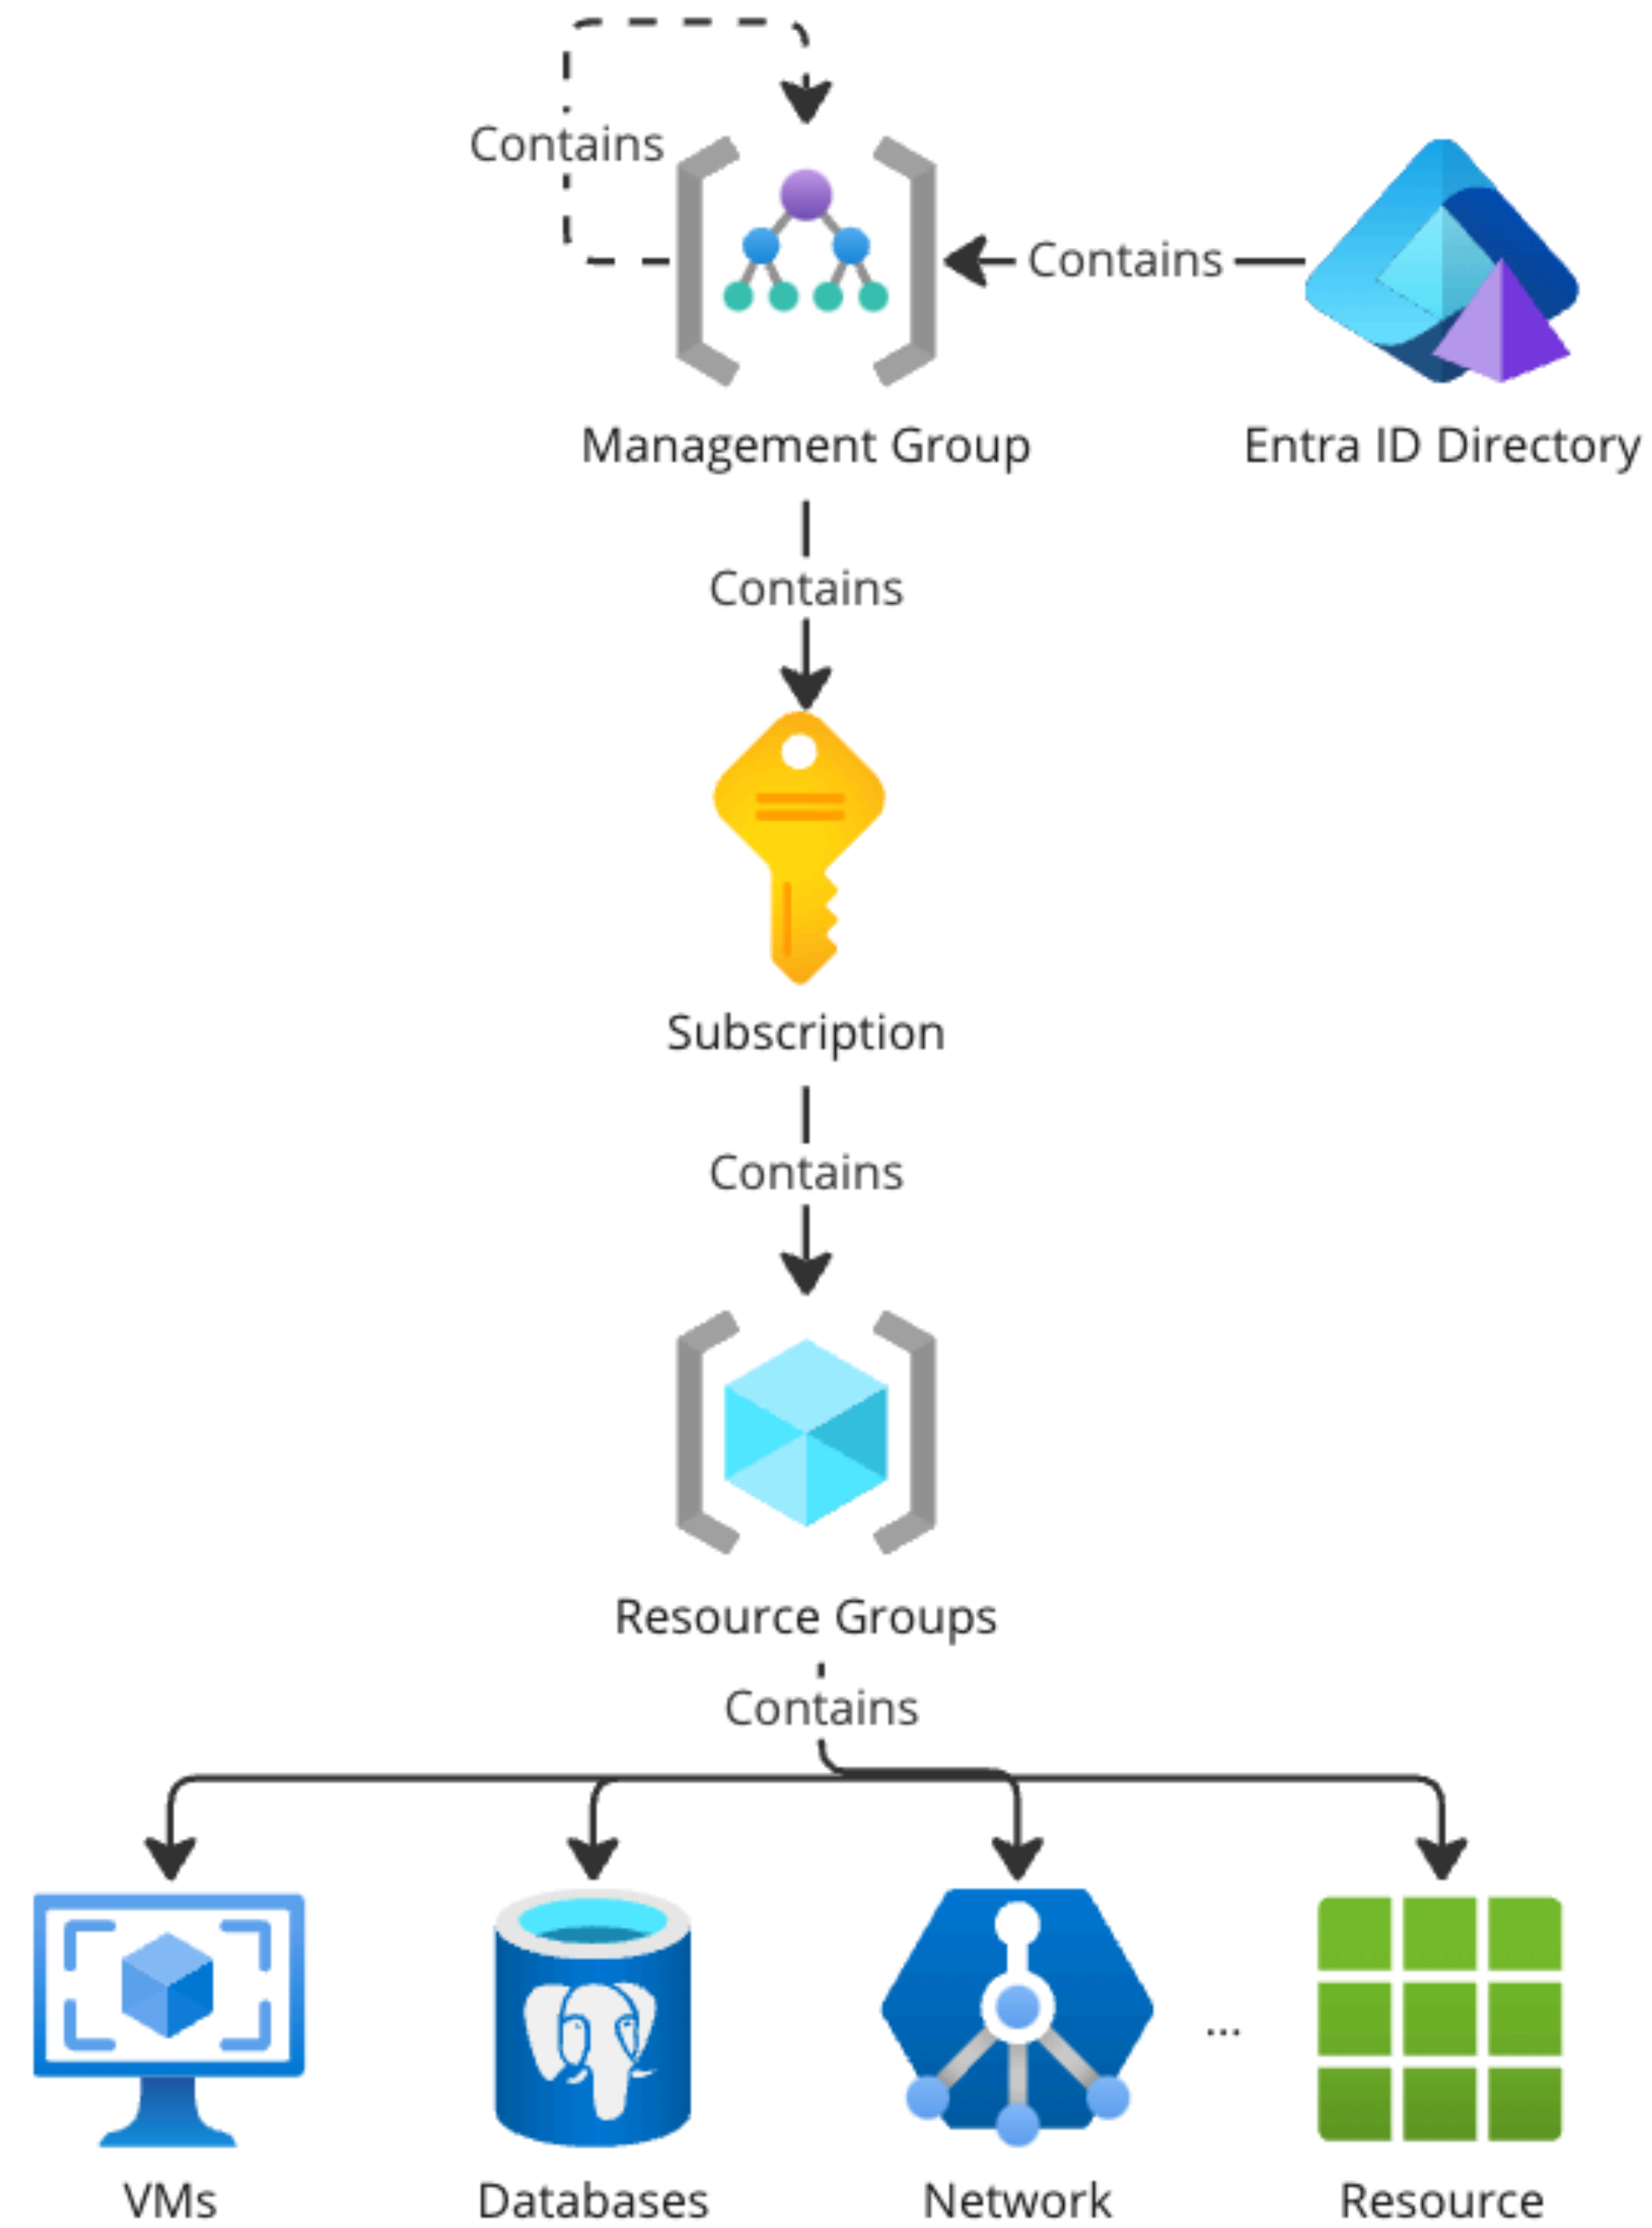 Contains
Contains
Management Group
Entra ID Directory
Contains
Subscription
Contains
Resource Groups
Contains
...
VMs
Databases
Network
Resource